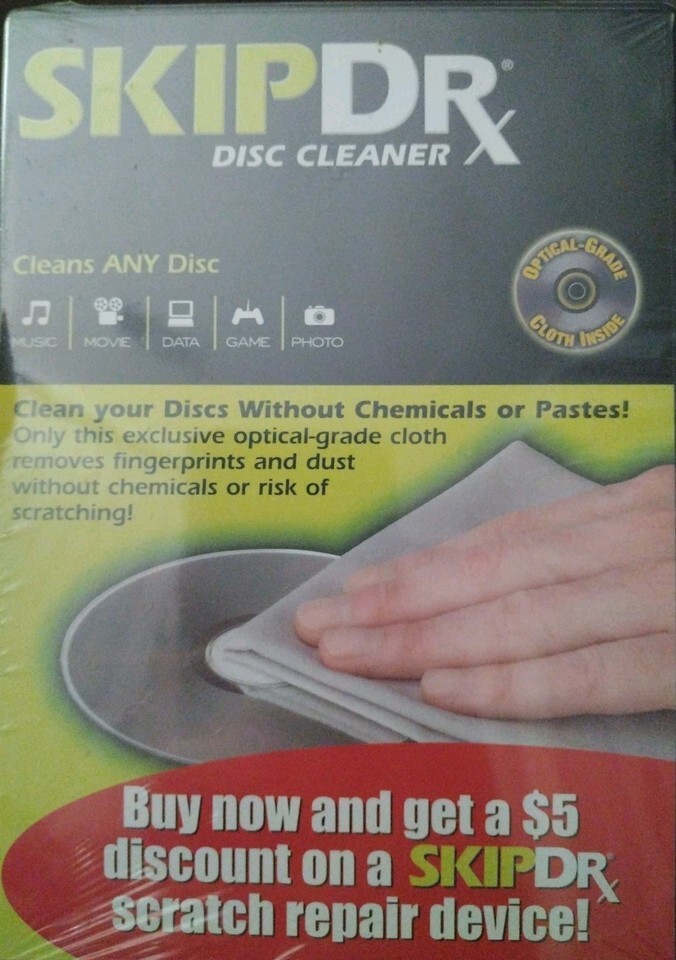 SKIPDRx®
DISC CLEANER
Cleans ANY Disc
OPTICAL-GRADE
CLOTH INSIDE
MUSIC MOVIE DATA GAME PHOTO
Clean your Discs Without Chemicals or Pastes!
Only this exclusive optical-grade cloth
removes fingerprints and dust
without chemicals or risk of
scratching!
Buy now and get a $5
discount on a SKIPDRx
scratch repair device!